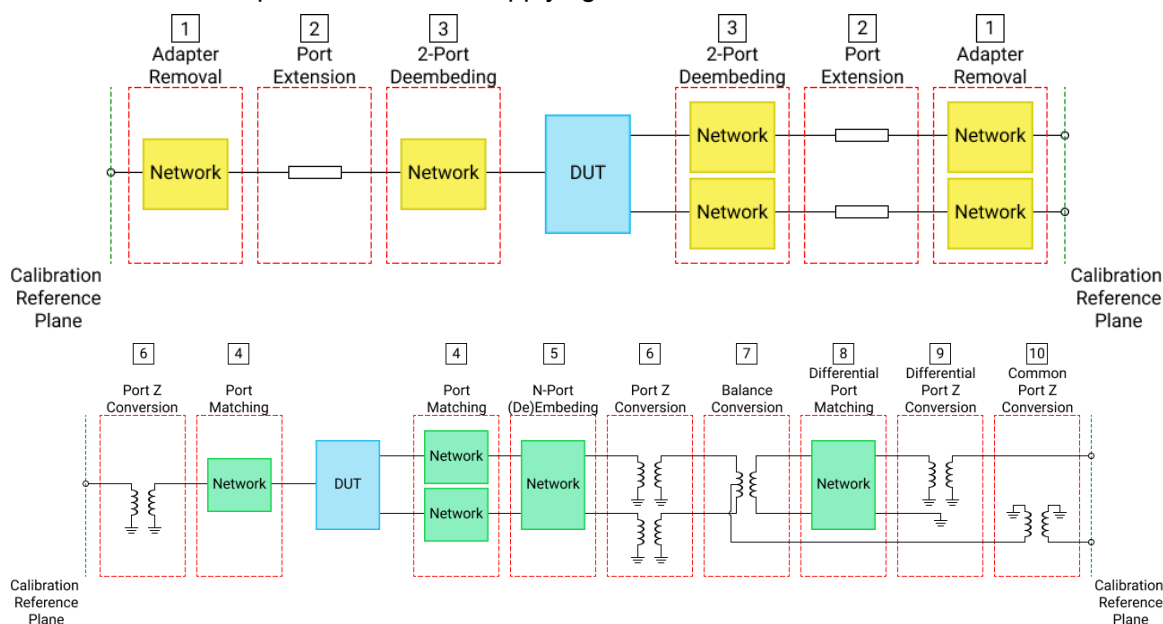 1
Adapter
Removal
2
Port
Extension
3
2-Port
Deembeding
3
2-Port
Deembeding
2
Port
Extension
1
Adapter
Removal
Network
Network
DUT
Network
Network
Network
Network
Calibration
Reference
Plane
Calibration
Reference
Plane
6
Port Z
Conversion
4
Port
Matching
4
Port
Matching
5
N-Port
(De)Embeding
6
Port Z
Conversion
7
Balance
Conversion
8
Differential
Port
Matching
9
Differential
Port Z
Conversion
10
Common
Port Z
Conversion
Network
DUT
Network
Network
Network
Network
Calibration
Reference
Plane
Calibration
Reference
Plane